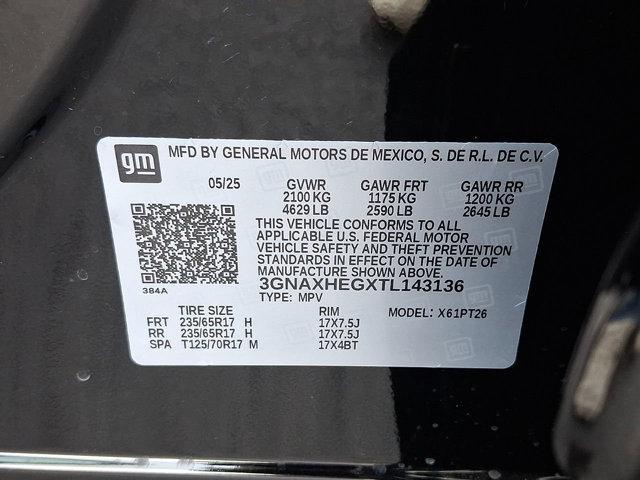 gm
MFD BY GENERAL MOTORS DE MEXICO, S. DE R.L. DE C.V.
05/25 GVWR GAWR FRT GAWR RR
2100 KG 1175 KG 1200 KG
4629 LB 2590 LB 2645 LB
THIS VEHICLE CONFORMS TO ALL
APPLICABLE U.S. FEDERAL MOTOR
VEHICLE SAFETY AND THEFT PREVENTION
STANDARDS IN EFFECT ON THE DATE OF
MANUFACTURE SHOWN ABOVE.
3GNAXHEGXTL143136
384A
TYPE: MPV
TIRE SIZE RIM MODEL: X61PT26
FRT 235/65R17 H 17X7.5J
RR 235/65R17 H 17X7.5J
SPA T125/70R17 M 17X4BT